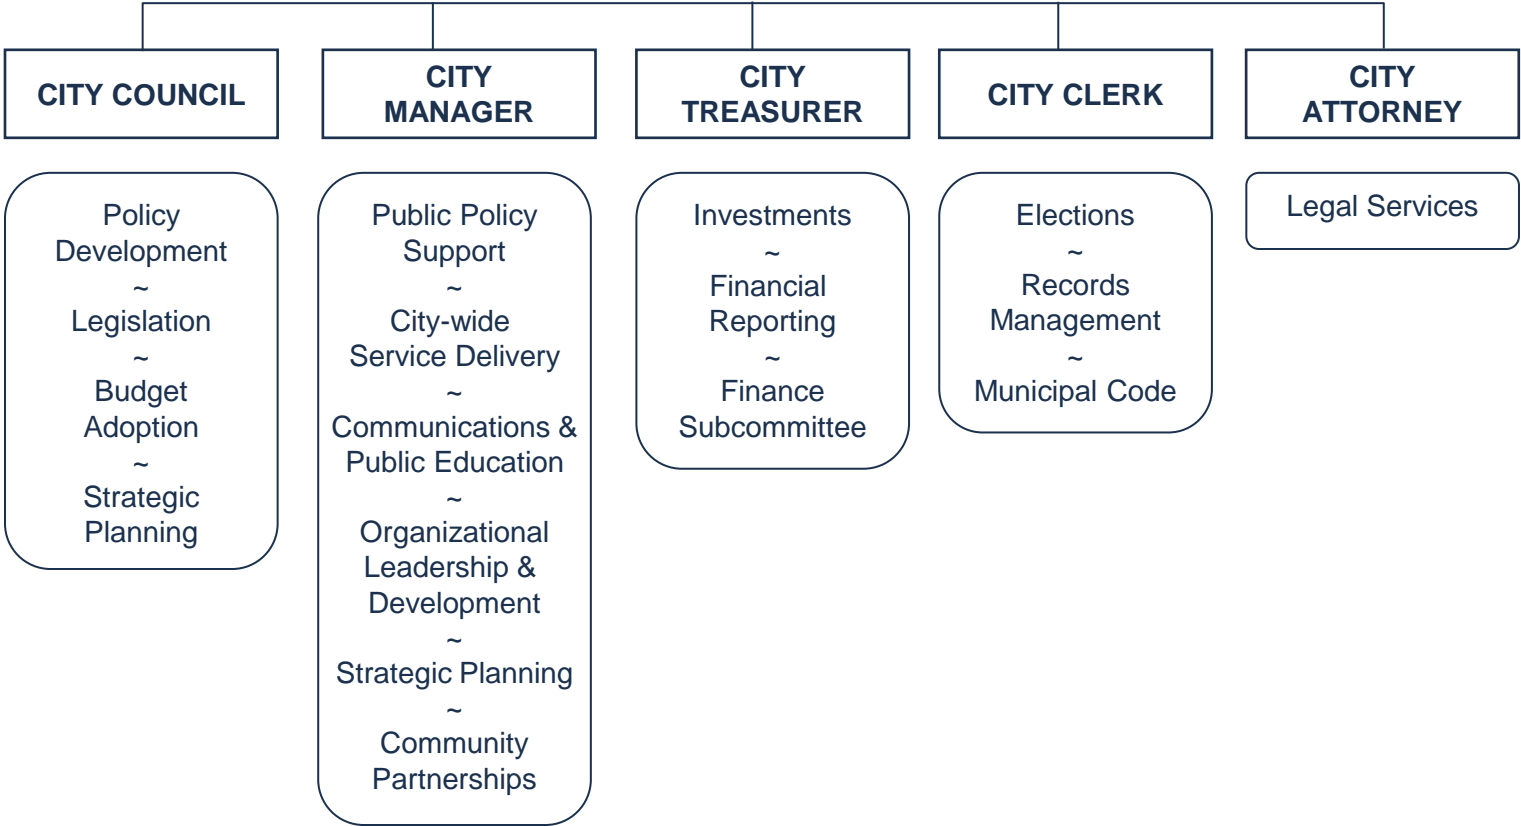 CITY COUNCIL
CITY
MANAGER
CITY
TREASURER
CITY CLERK
CITY
ATTORNEY
Policy
Development
~
Legislation
~
Budget
Adoption
~
Strategic
Planning
Public Policy
Support
~
City-wide
Service Delivery
~
Communications &
Public Education
~
Organizational
Leadership &
Development
~
Strategic Planning
~
Community
Partnerships
Investments
~
Financial
Reporting
~
Finance
Subcommittee
Elections
~
Records
Management
~
Municipal Code
Legal Services